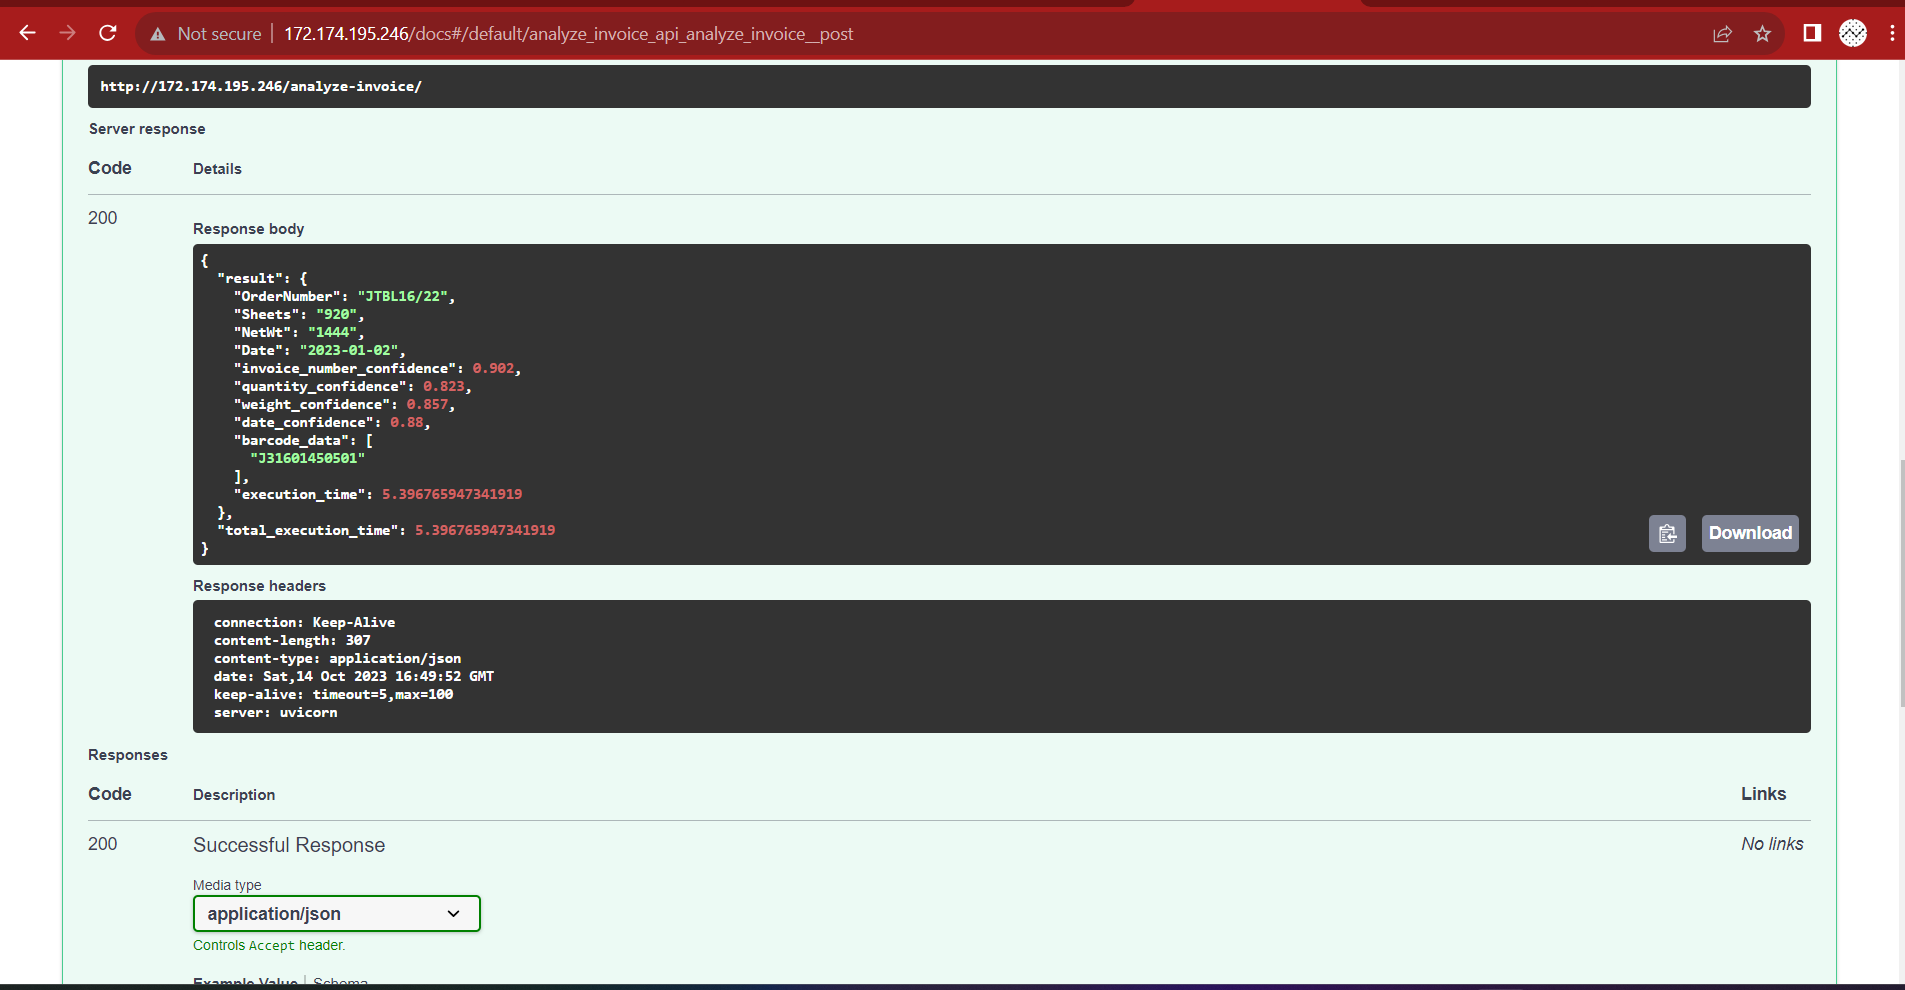 Not secure | 172.174.195.246/docs#/default/analyze_invoice_api_analyze_invoice__post
http://172.174.195.246/analyze-invoice/
Server response
Code Details
200
Response body
{
  "result": {
    "OrderNumber": "JTBL16/22",
    "Sheets": "920",
    "NetWt": "1444",
    "Date": "2023-01-02",
    "invoice_number_confidence": 0.902,
    "quantity_confidence": 0.823,
    "weight_confidence": 0.857,
    "date_confidence": 0.88,
    "barcode_data": [
      "J31601450501"
    ],
    "execution_time": 5.396765947341919
  },
  "total_execution_time": 5.396765947341919
}
Download
Response headers
connection: Keep-Alive
content-length: 307
content-type: application/json
date: Sat,14 Oct 2023 16:49:52 GMT
keep-alive: timeout=5,max=100
server: uvicorn
Responses
Code Description Links
200 Successful Response No links
Media type
application/json
Controls Accept header.
Example Value | Schema